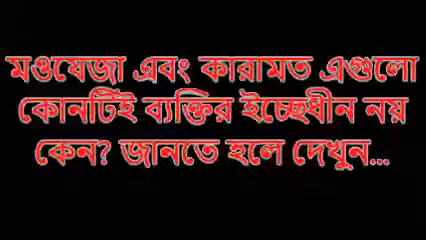 মওযেজা এবং কারামত এগুলো
কোনটিই ব্যক্তির ইচ্ছেধীন নয়
কেন? জানতে হলে দেখুন...